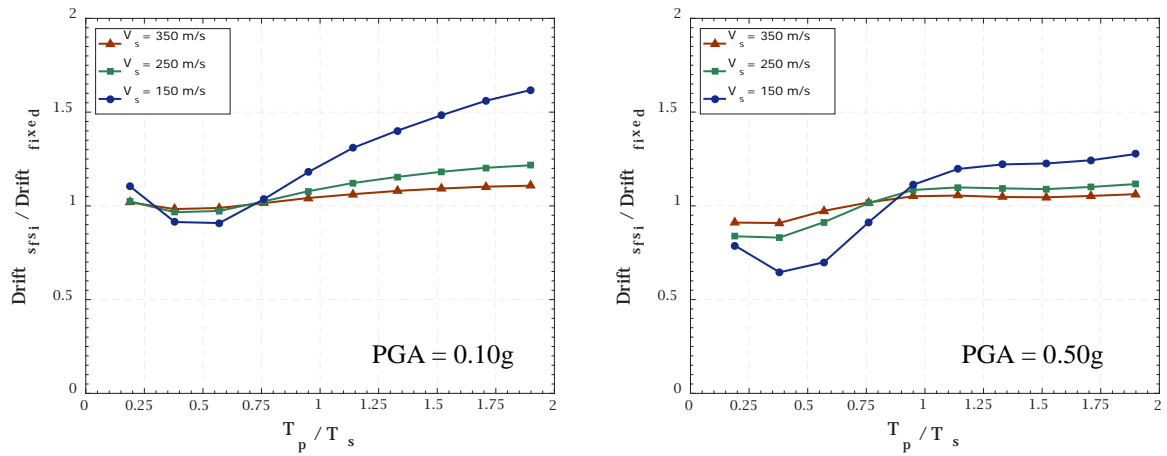 2
1.5
1
0.5
0
Drift sfsi / Drift fixed
V s = 350 m/s
V s = 250 m/s
V s = 150 m/s
PGA = 0.10g
0 0.25 0.5 0.75 1 1.25 1.5 1.75 2
T p / T s
2
1.5
1
0.5
0
Drift sfsi / Drift fixed
V s = 350 m/s
V s = 250 m/s
V s = 150 m/s
PGA = 0.50g
0 0.25 0.5 0.75 1 1.25 1.5 1.75 2
T p / T s